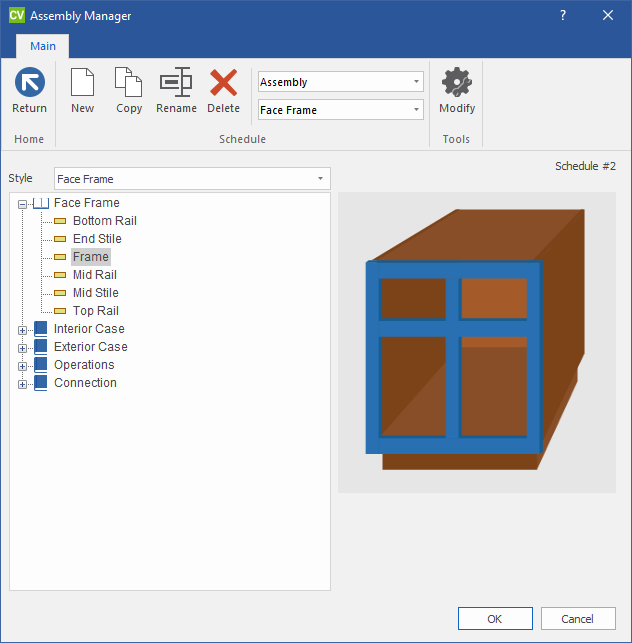 CV Assembly Manager ?
Main
Return New Copy Rename Delete Assembly Face Frame Modify
Home Schedule Tools
Schedule #2
Style Face Frame
Face Frame
Bottom Rail
End Stile
Frame
Mid Rail
Mid Stile
Top Rail
Interior Case
Exterior Case
Operations
Connection
OK Cancel